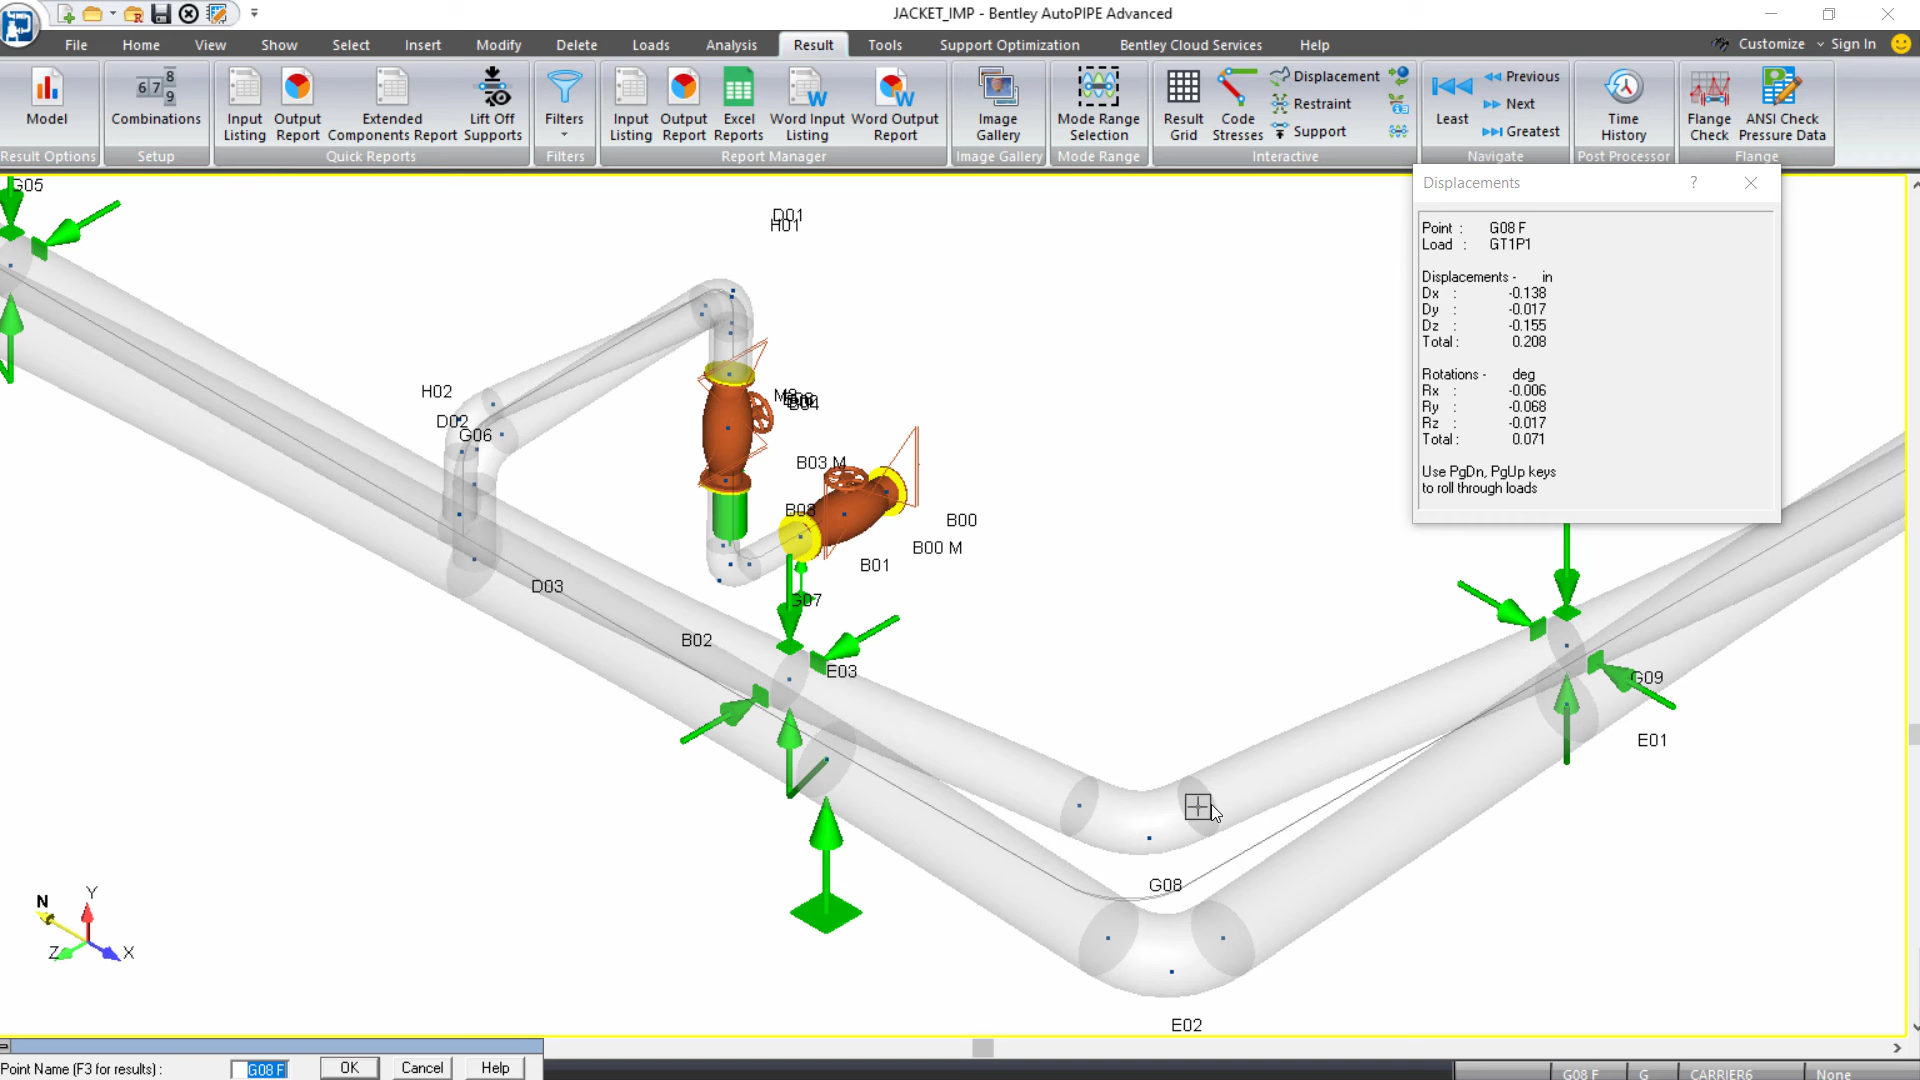 JACKET_IMP - Bentley AutoPIPE Advanced
File Home View Show Select Insert Modify Delete Loads Analysis Result Tools Support Optimization Bentley Cloud Services Help Customize Sign In
Model
Result Options
6 7 8 9
Combinations
Setup
Input Listing
Output Report
Extended Components Report
Lift Off Supports
Quick Reports
Filters
Filters
Input Listing
Output Report
Excel Reports
Word Input Listing
Word Output Report
Report Manager
Image Gallery
Image Gallery
Mode Range Selection
Mode Range
Result Grid
Code Stresses
Displacement
Restraint
Support
Interactive
Least
Previous
Next
Greatest
Navigate
Time History
Post Processor
Flange Check
ANSI Check Pressure Data
Flange
Displacements ?
Point : G08 F
Load : GT1P1
Displacements - in
Dx : -0.138
Dy : -0.017
Dz : -0.155
Total : 0.208
Rotations - deg
Rx : -0.006
Ry : -0.068
Rz : -0.017
Total : 0.071
Use PgDn, PgUp keys
to roll through loads
G05
D01
H01
H02
D02
G06
B04
B03 M
B03
B00
B00 M
B01
D03
G07
B02
E03
G09
E01
G08
E02
N
Y
Z
X
Point Name (F3 for results) : G08 F OK Cancel Help
G08 F G CARRIER6 None